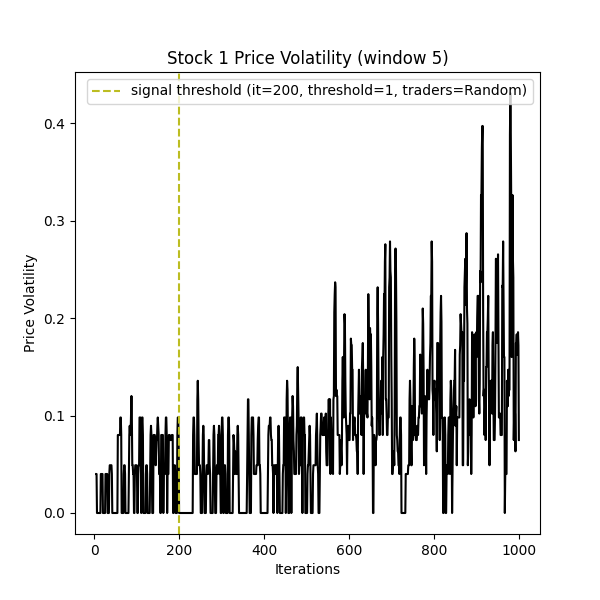 Stock 1 Price Volatility (window 5)
signal threshold (it=200, threshold=1, traders=Random)
Price Volatility
0.4
0.3
0.2
0.1
0.0
0
200
400
600
800
1000
Iterations